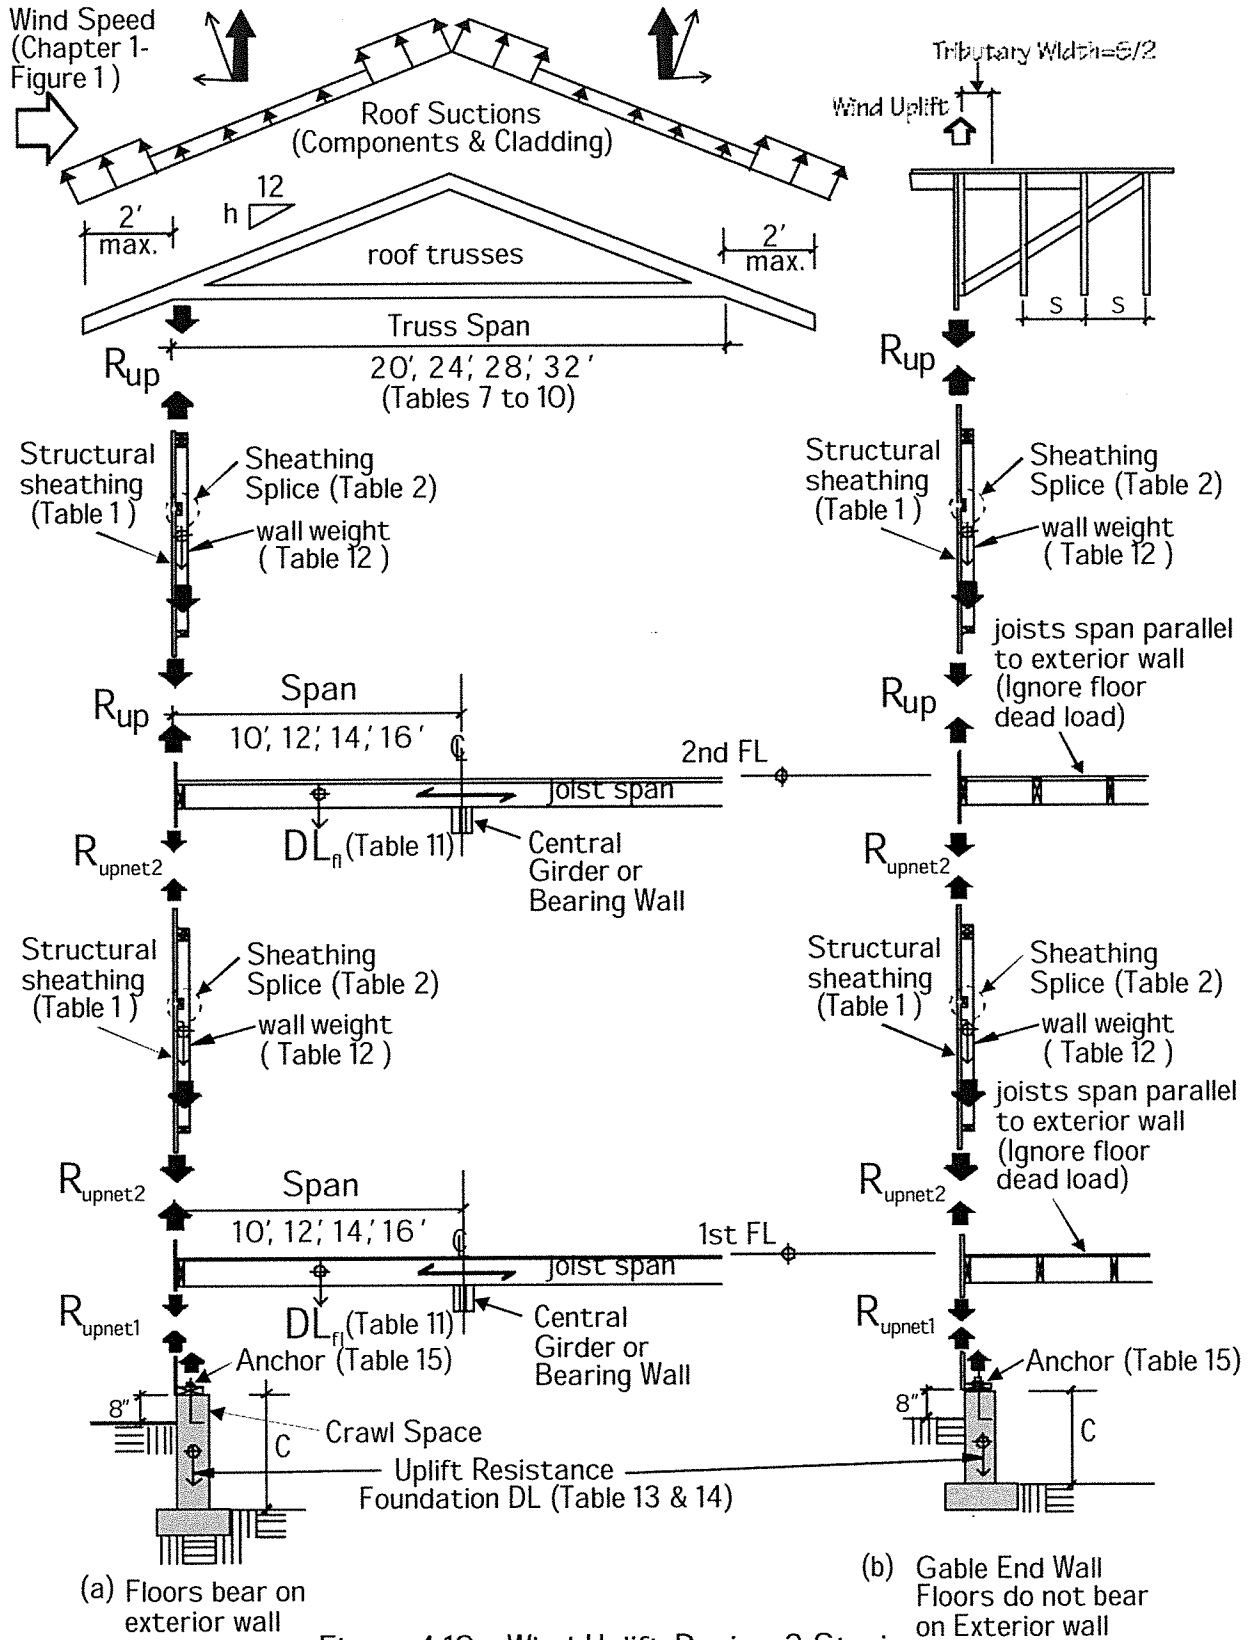 Wind Speed
(Chapter 1-
Figure 1 )
Roof Suctions
(Components & Cladding)
Tributary Width=S/2
Wind Uplift
12
h
2'
max.
2'
max.
roof trusses
Truss Span
20', 24', 28', 32 '
(Tables 7 to 10)
S
S
Rup
Rup
Structural
sheathing
(Table 1 )
Sheathing
Splice (Table 2)
wall weight
( Table 12 )
Structural
sheathing
(Table 1 )
Sheathing
Splice (Table 2)
wall weight
( Table 12 )
joists span parallel
to exterior wall
(Ignore floor
dead load)
Rup
Rup
Span
10', 12', 14', 16 '
2nd FL
joist span
DLfl (Table 11)
Central
Girder or
Bearing Wall
Rupnet2
Rupnet2
Structural
sheathing
(Table 1 )
Sheathing
Splice (Table 2)
wall weight
( Table 12 )
Structural
sheathing
(Table 1 )
Sheathing
Splice (Table 2)
wall weight
( Table 12 )
joists span parallel
to exterior wall
(Ignore floor
dead load)
Rupnet2
Rupnet2
Span
10', 12', 14', 16 '
1st FL
joist span
DLfl (Table 11)
Central
Girder or
Bearing Wall
Rupnet1
Rupnet1
Anchor (Table 15)
Anchor (Table 15)
8"
8"
C
C
Crawl Space
Uplift Resistance
Foundation DL (Table 13 & 14)
(a) Floors bear on
exterior wall
(b) Gable End Wall
Floors do not bear
on Exterior wall
Wind Uplift